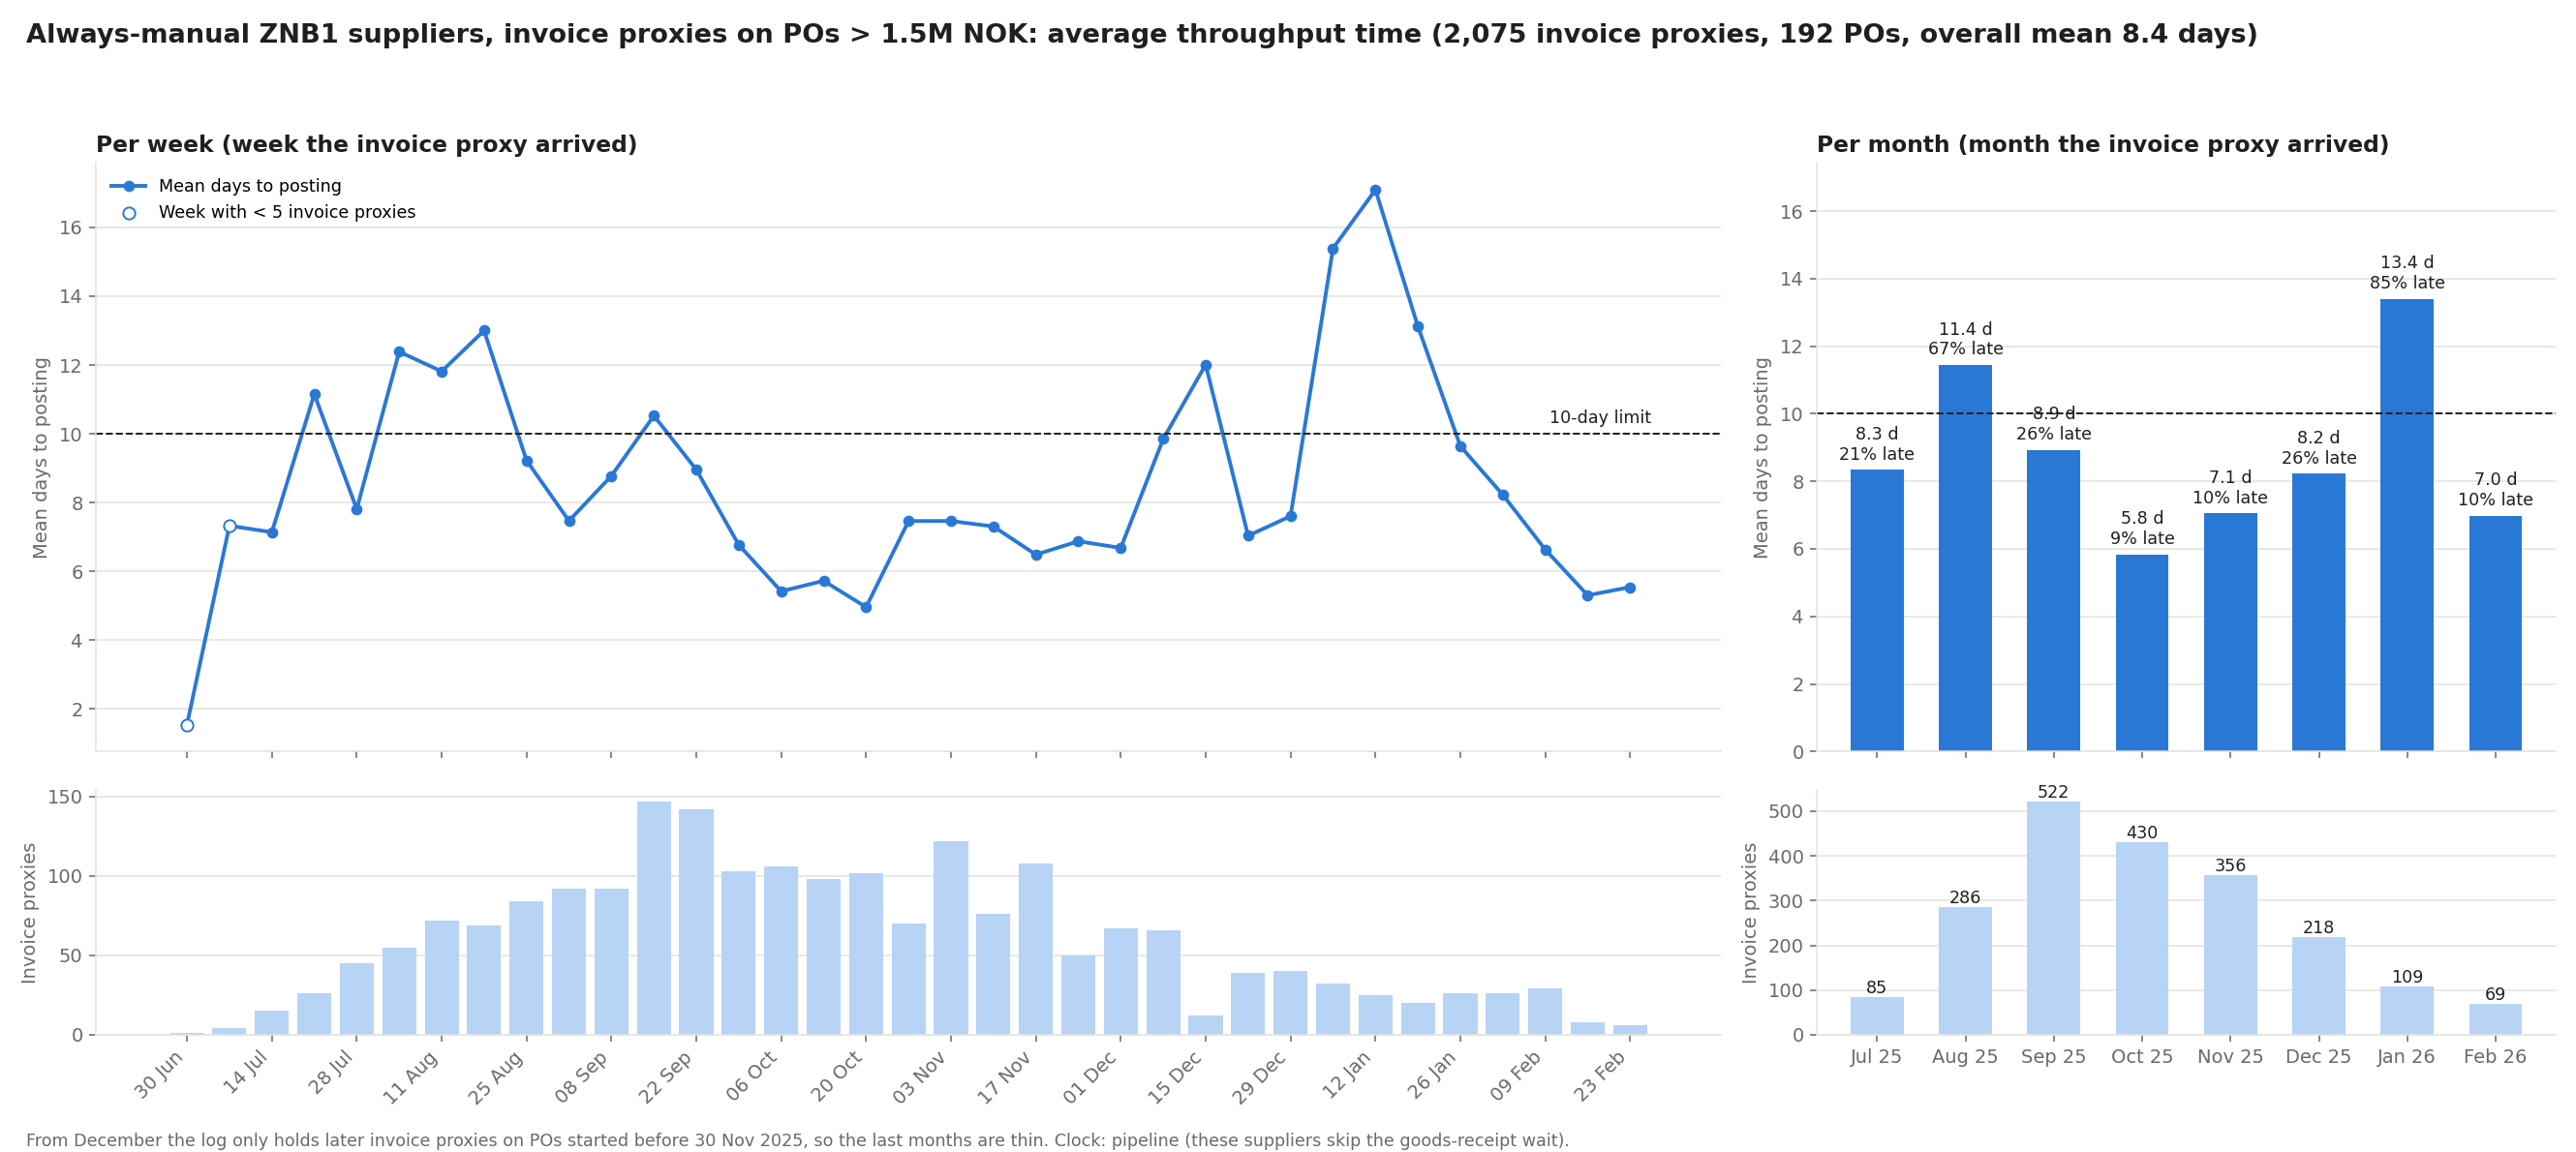 Always-manual ZNB1 suppliers, invoice proxies on POs > 1.5M NOK: average throughput time (2,075 invoice proxies, 192 POs, overall mean 8.4 days)
Per week (week the invoice proxy arrived)
Mean days to posting
Week with < 5 invoice proxies
16
14
12
10
8
6
4
2
Mean days to posting
10-day limit
150
100
50
0
Invoice proxies
30 Jun
14 Jul
28 Jul
11 Aug
25 Aug
08 Sep
22 Sep
06 Oct
20 Oct
03 Nov
17 Nov
01 Dec
15 Dec
29 Dec
12 Jan
26 Jan
09 Feb
23 Feb
Per month (month the invoice proxy arrived)
16
14
12
10
8
6
4
2
0
Mean days to posting
8.3 d
21% late
11.4 d
67% late
8.9 d
26% late
5.8 d
9% late
7.1 d
10% late
8.2 d
26% late
13.4 d
85% late
7.0 d
10% late
500
400
300
200
100
0
Invoice proxies
85
286
522
430
356
218
109
69
Jul 25
Aug 25
Sep 25
Oct 25
Nov 25
Dec 25
Jan 26
Feb 26
From December the log only holds later invoice proxies on POs started before 30 Nov 2025, so the last months are thin. Clock: pipeline (these suppliers skip the goods-receipt wait).